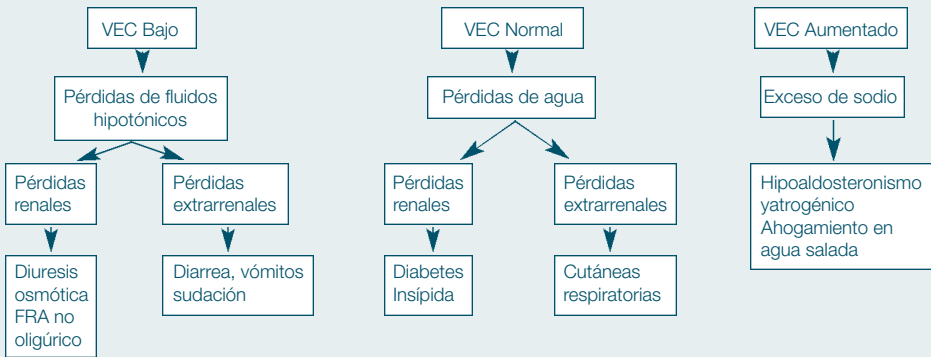 VEC Bajo
Pérdidas de fluidos
hipotónicos
Pérdidas
renales
Diuresis
osmótica
FRA no
oligúrico
Pérdidas
extrarrenales
Diarrea, vómitos
sudación
VEC Normal
Pérdidas de agua
Pérdidas
renales
Diabetes
Insípida
Pérdidas
extrarrenales
Cutáneas
respiratorias
VEC Aumentado
Exceso de sodio
Hipoaldosteronismo
yatrogénico
Ahogamiento en
agua salada